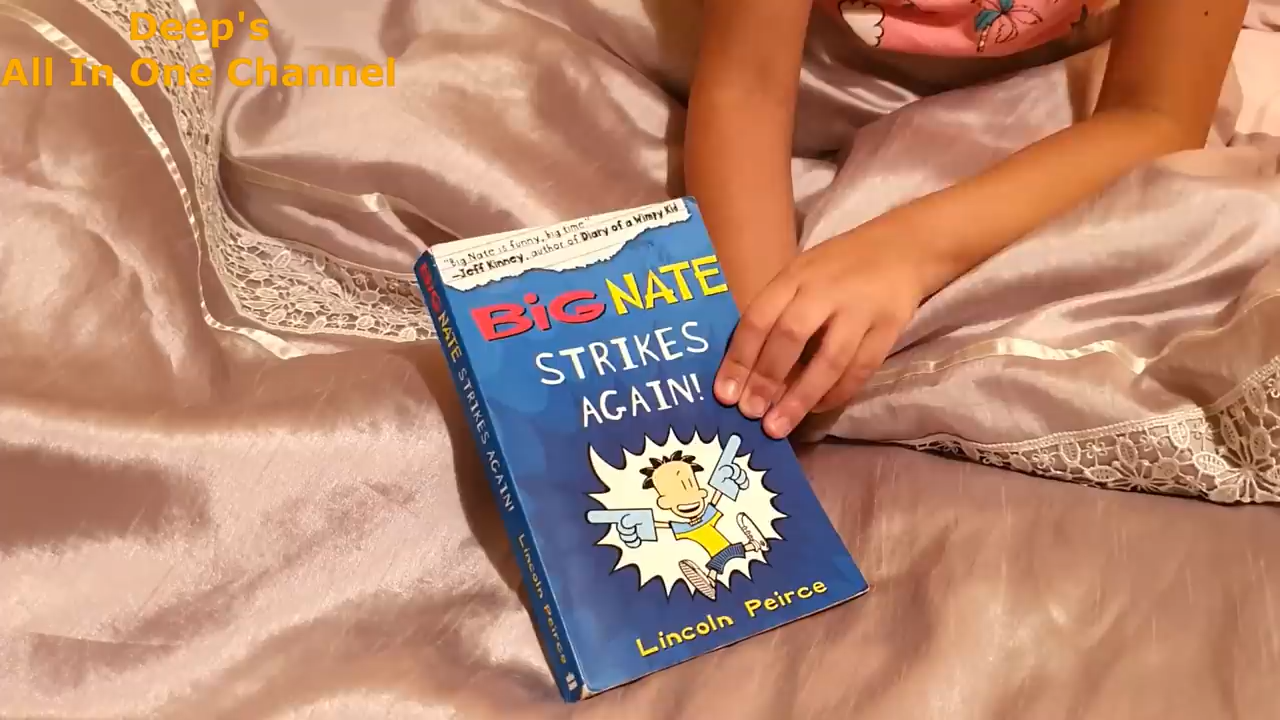 Deep's
All In One Channel
"Big Nate is funny, big time"
—Jeff Kinney, author of Diary of a Wimpy Kid
BiG NATE
STRIKES
AGAIN!
Lincoln Peirce
BiG NATE STRIKES AGAIN! Lincoln Peirce